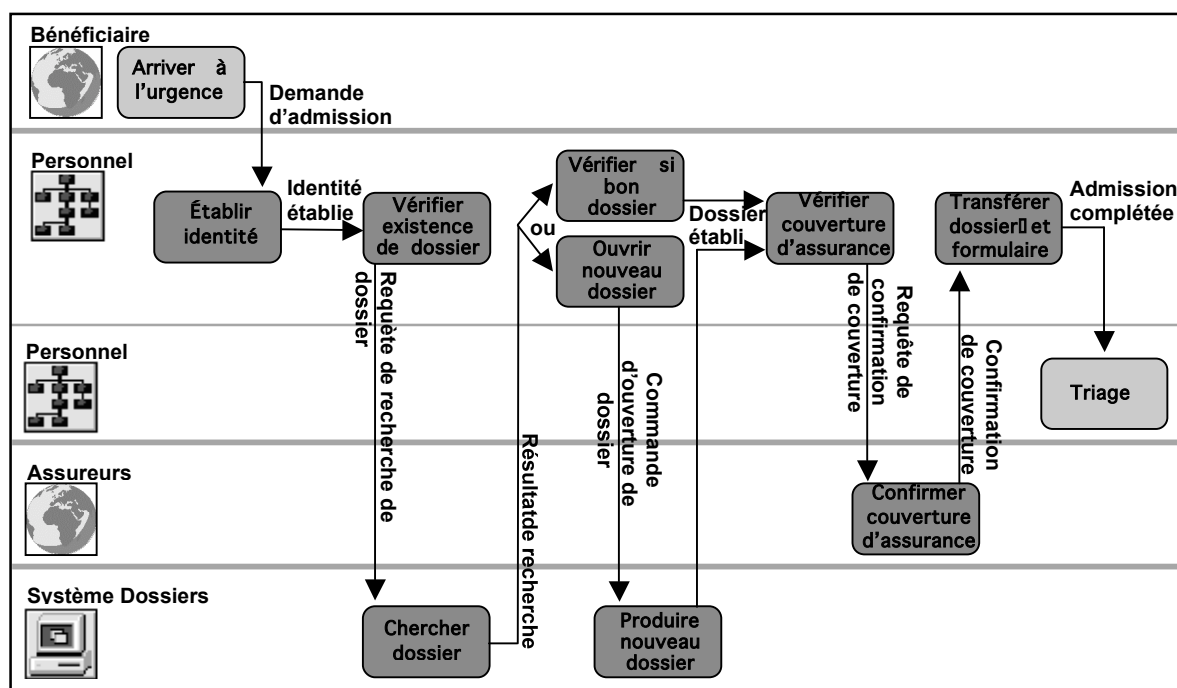 Bénéficiaire
Arriver à
l'urgence
Demande
d'admission
Personnel
Établir
identité
Identité
établie
Vérifier
existence
de dossier
Requète de recherche de
dossier
ou
Vérifier si
bon
dossier
Ouvrir
nouveau
dossier
Dossier
établi
Vérifier
couverture
d'assurance
Requête de
confirmation
de couverture
Transférer
dossier▯ et
formulaire
Admission
complétée
Personnel
Commande
d'ouverture de
dossier
Confirmation
de couverture
Triage
Assureurs
Résultatde recherche
Confirmer
couverture
d'assurance
Système Dossiers
Chercher
dossier
Produire
nouveau
dossier